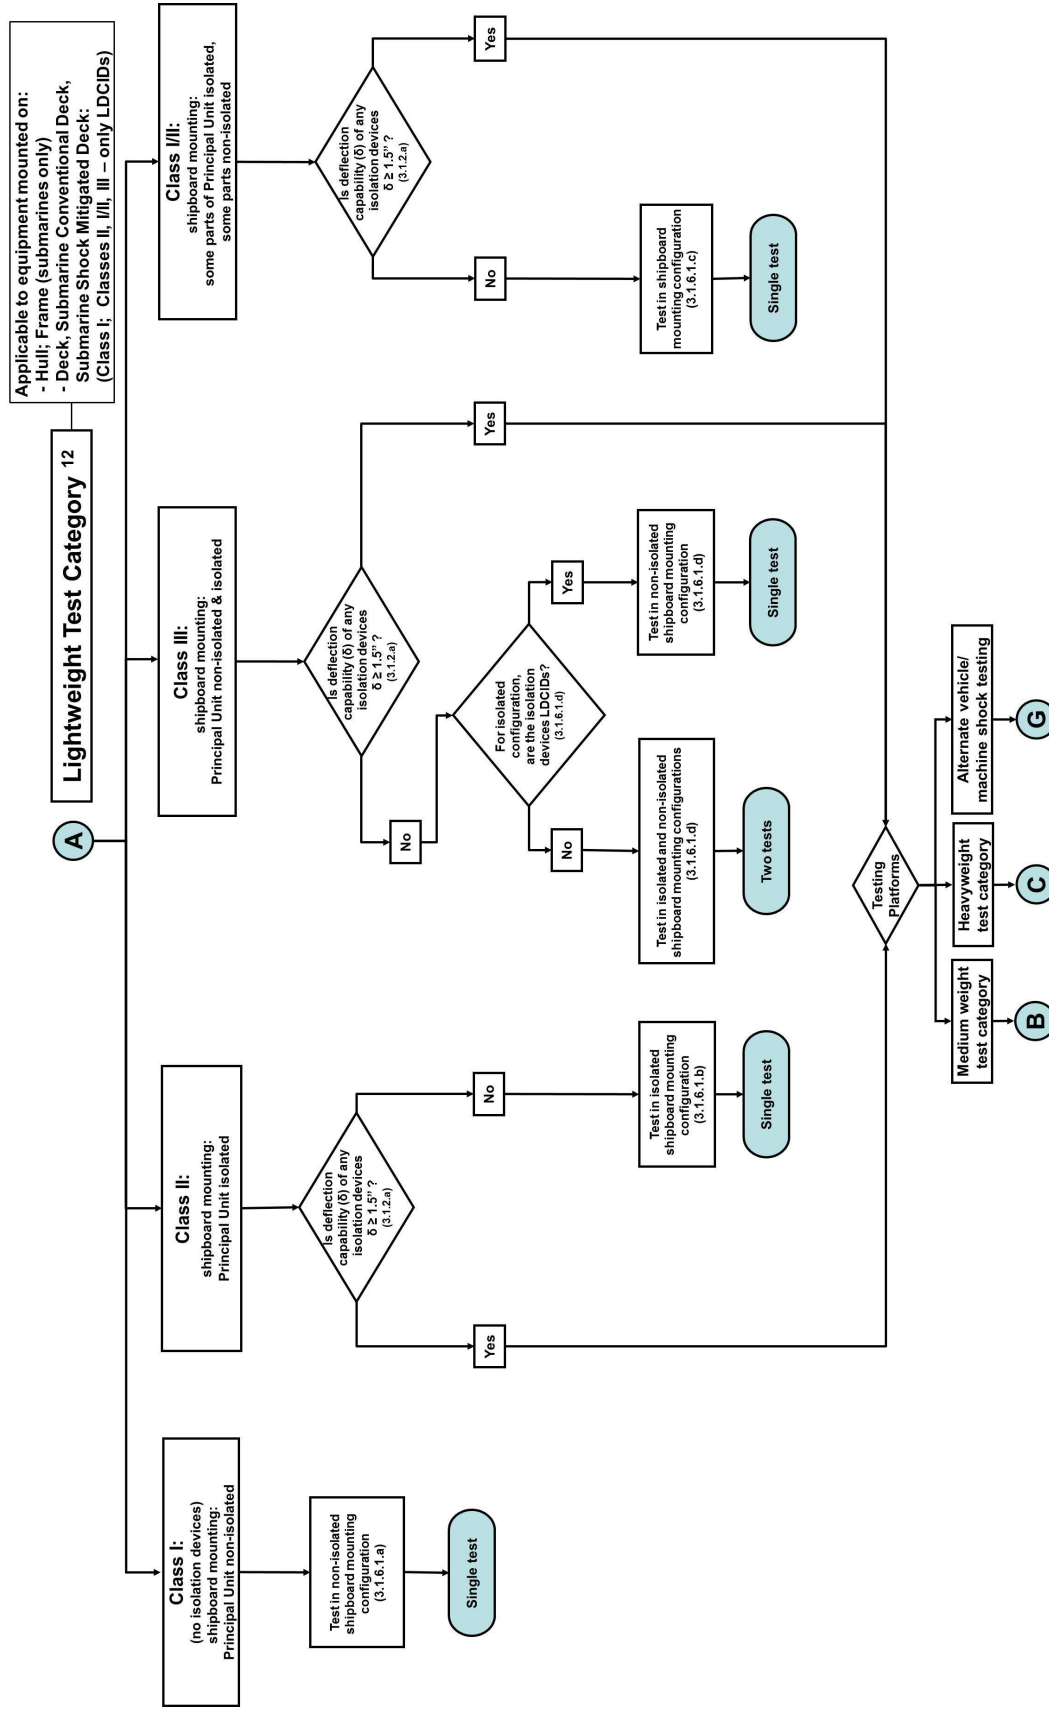 Applicable to equipment mounted on:
- Hull; Frame (submarines only)
- Deck, Submarine Conventional Deck,
Submarine Shock Mitigated Deck:
(Class I; Classes II, I/II, III – only LDCIDs)
Lightweight Test Category 12
A
Class I:
(no isolation devices)
shipboard mounting:
Principal Unit non-isolated
Test in non-isolated
shipboard mounting
configuration
(3.1.6.1.a)
Single test
Class II:
shipboard mounting:
Principal Unit isolated
Is deflection
capability (δ) of any
isolation devices
δ ≥ 1.5” ?
(3.1.2.a)
Yes
No
Test in isolated
shipboard mounting
configuration
(3.1.6.1.b)
Single test
Class III:
shipboard mounting:
Principal Unit non-isolated & isolated
Is deflection
capability (δ) of any
isolation devices
δ ≥ 1.5” ?
(3.1.2.a)
No
Yes
For isolated
configuration,
are the isolation
devices LDCIDs?
(3.1.6.1.d)
No
Yes
Test in isolated and non-isolated
shipboard mounting configurations
(3.1.6.1.d)
Two tests
Test in non-isolated
shipboard mounting
configuration
(3.1.6.1.d)
Single test
Class I/II:
shipboard mounting:
some parts of Principal Unit isolated,
some parts non-isolated
Is deflection
capability (δ) of any
isolation devices
δ ≥ 1.5” ?
(3.1.2.a)
No
Yes
Test in shipboard
mounting configuration
(3.1.6.1.c)
Single test
Testing
Platforms
Medium weight
test category
B
Heavyweight
test category
C
Alternate vehicle/
machine shock testing
G